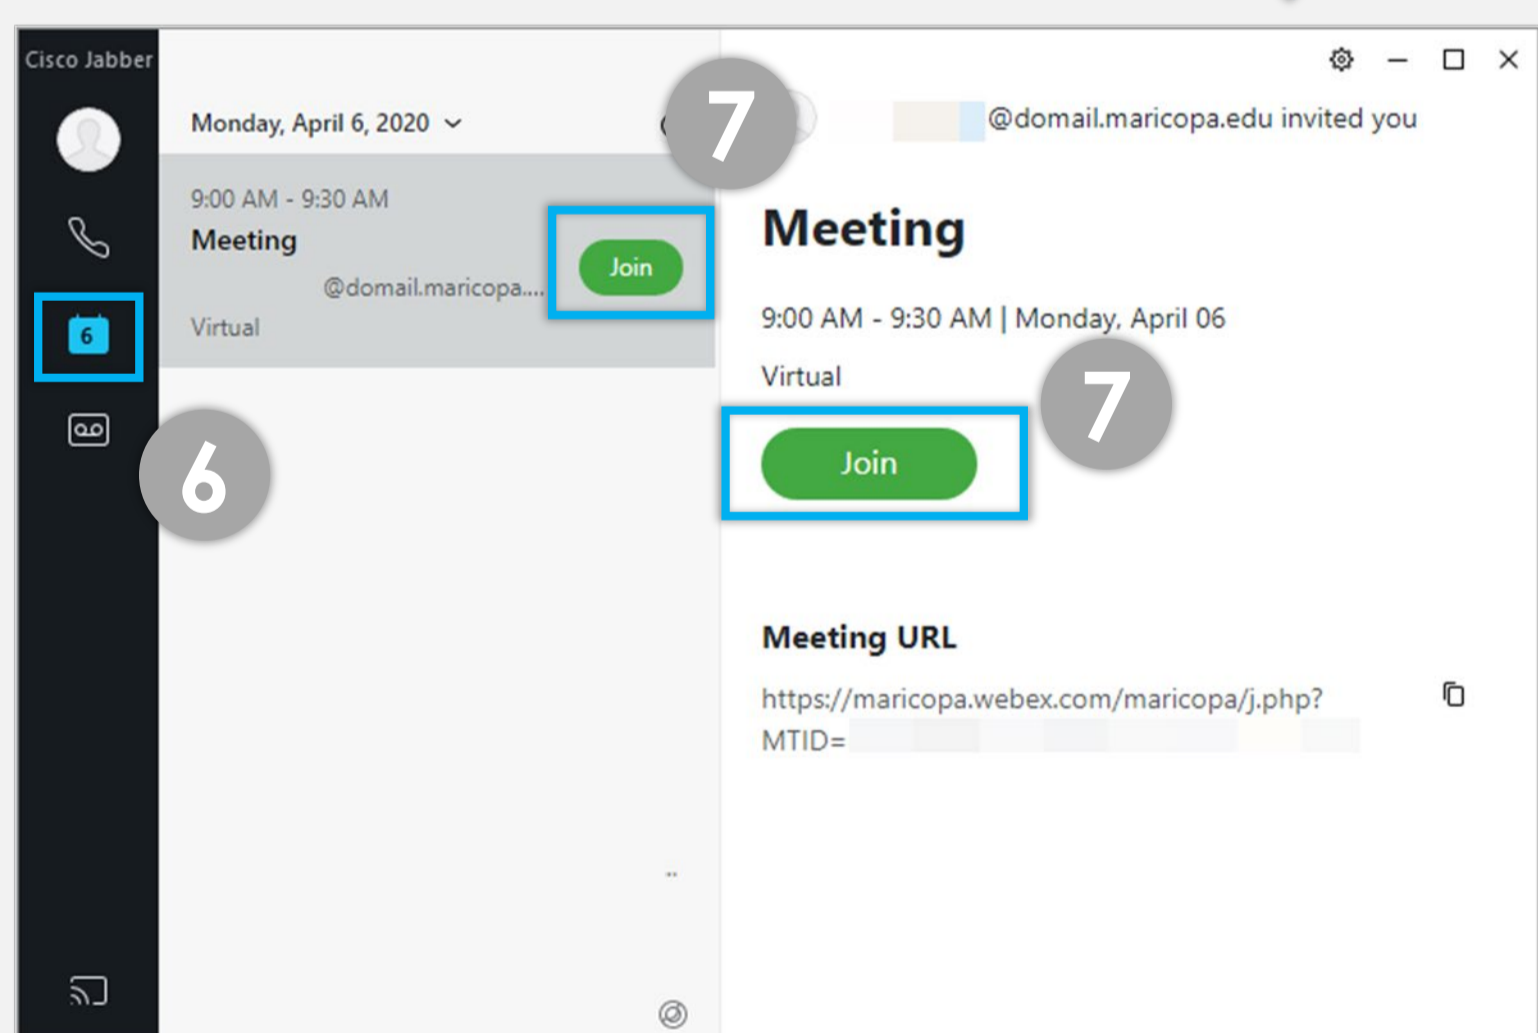 Cisco Jabber
6
6
Monday, April 6, 2020
9:00 AM - 9:30 AM
Meeting
@domail.maricopa....
Virtual
Join
7
@domail.maricopa.edu invited you
Meeting
9:00 AM - 9:30 AM | Monday, April 06
Virtual
7
Join
Meeting URL
https://maricopa.webex.com/maricopa/j.php?
MTID=